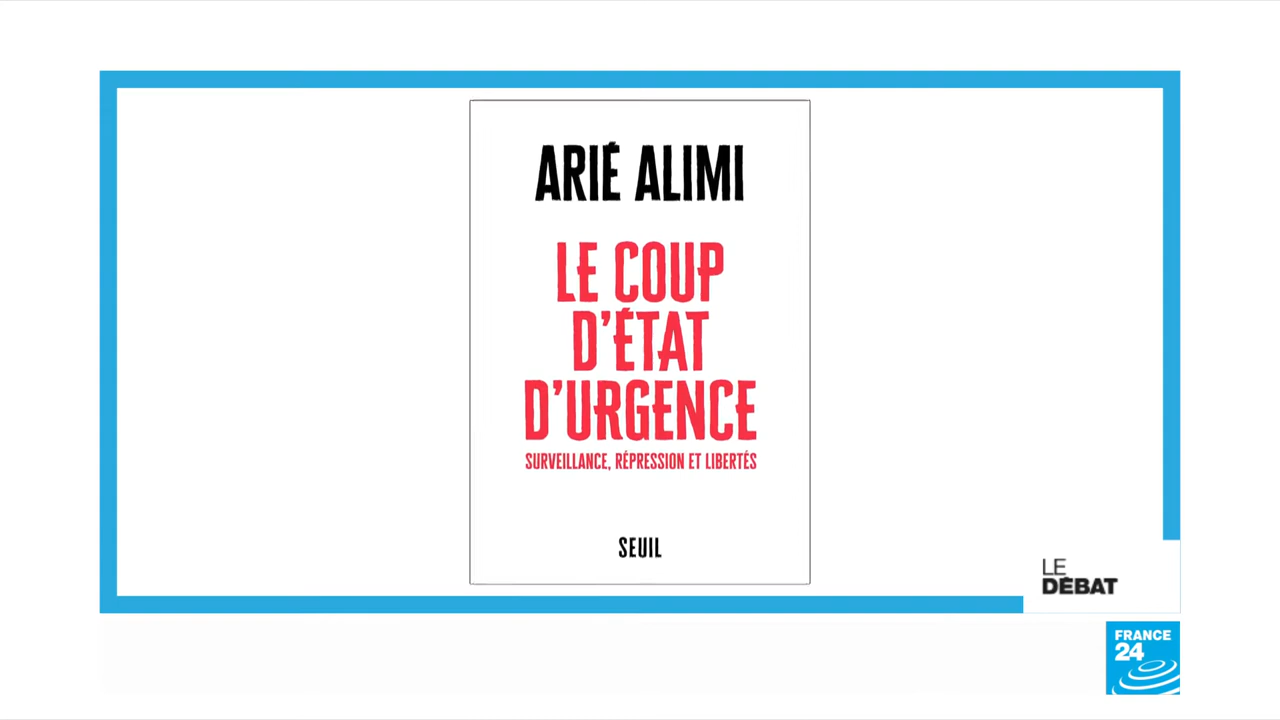 ARIÉ ALIMI
LE COUP
D'ÉTAT
D'URGENCE
SURVEILLANCE, RÉPRESSION ET LIBERTÉS
SEUIL
LE
DÉBAT
FRANCE
24